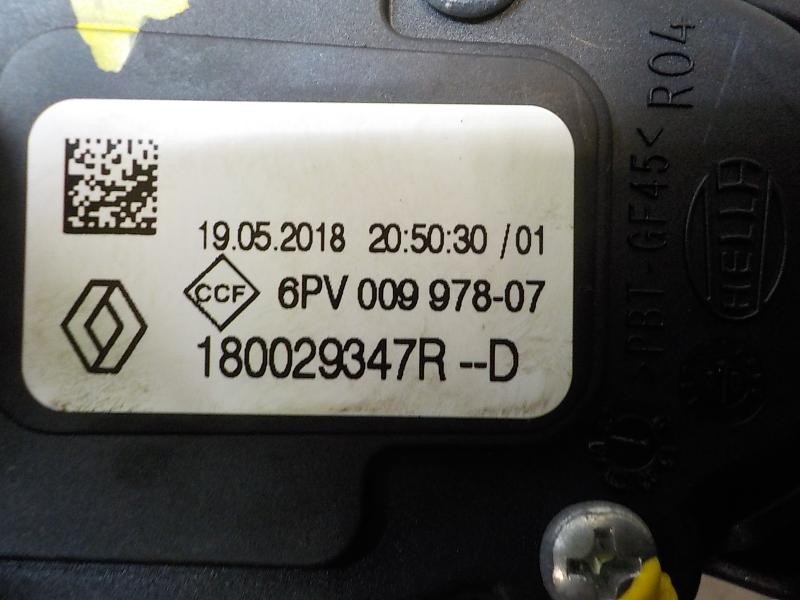 19.05.2018 20:50:30 /01
CCF 6PV 009 978-07
180029347R --D
>PBT-GF45< R04
HELLA